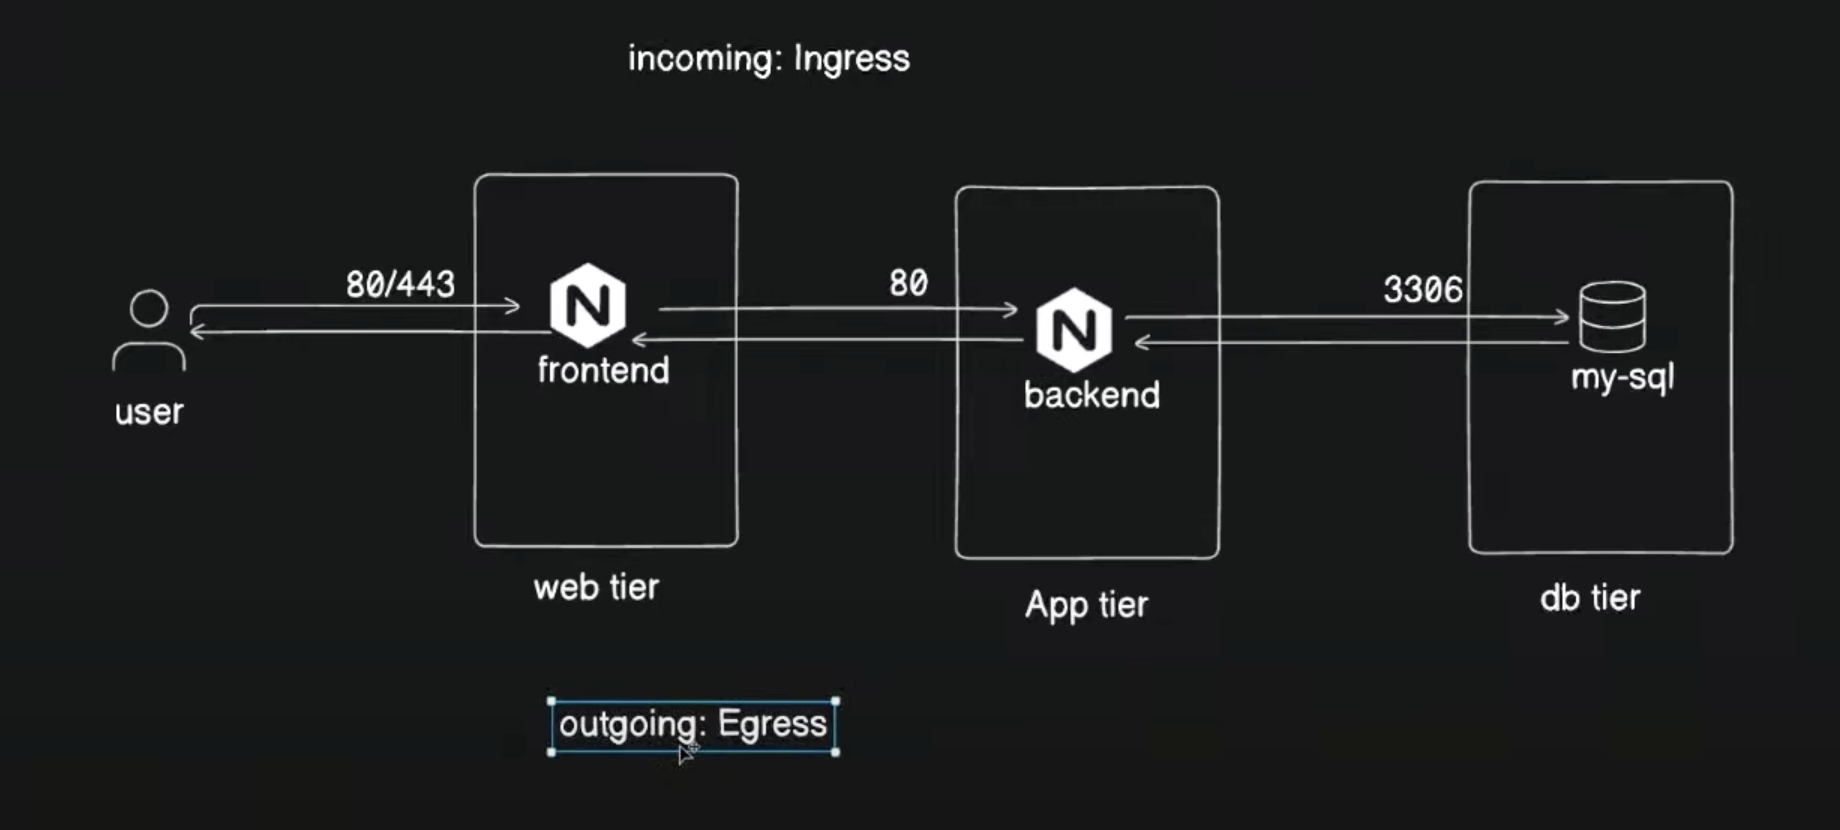 incoming: Ingress
80/443
80
3306
N
frontend
N
backend
my-sql
user
web tier
App tier
db tier
outgoing: Egress